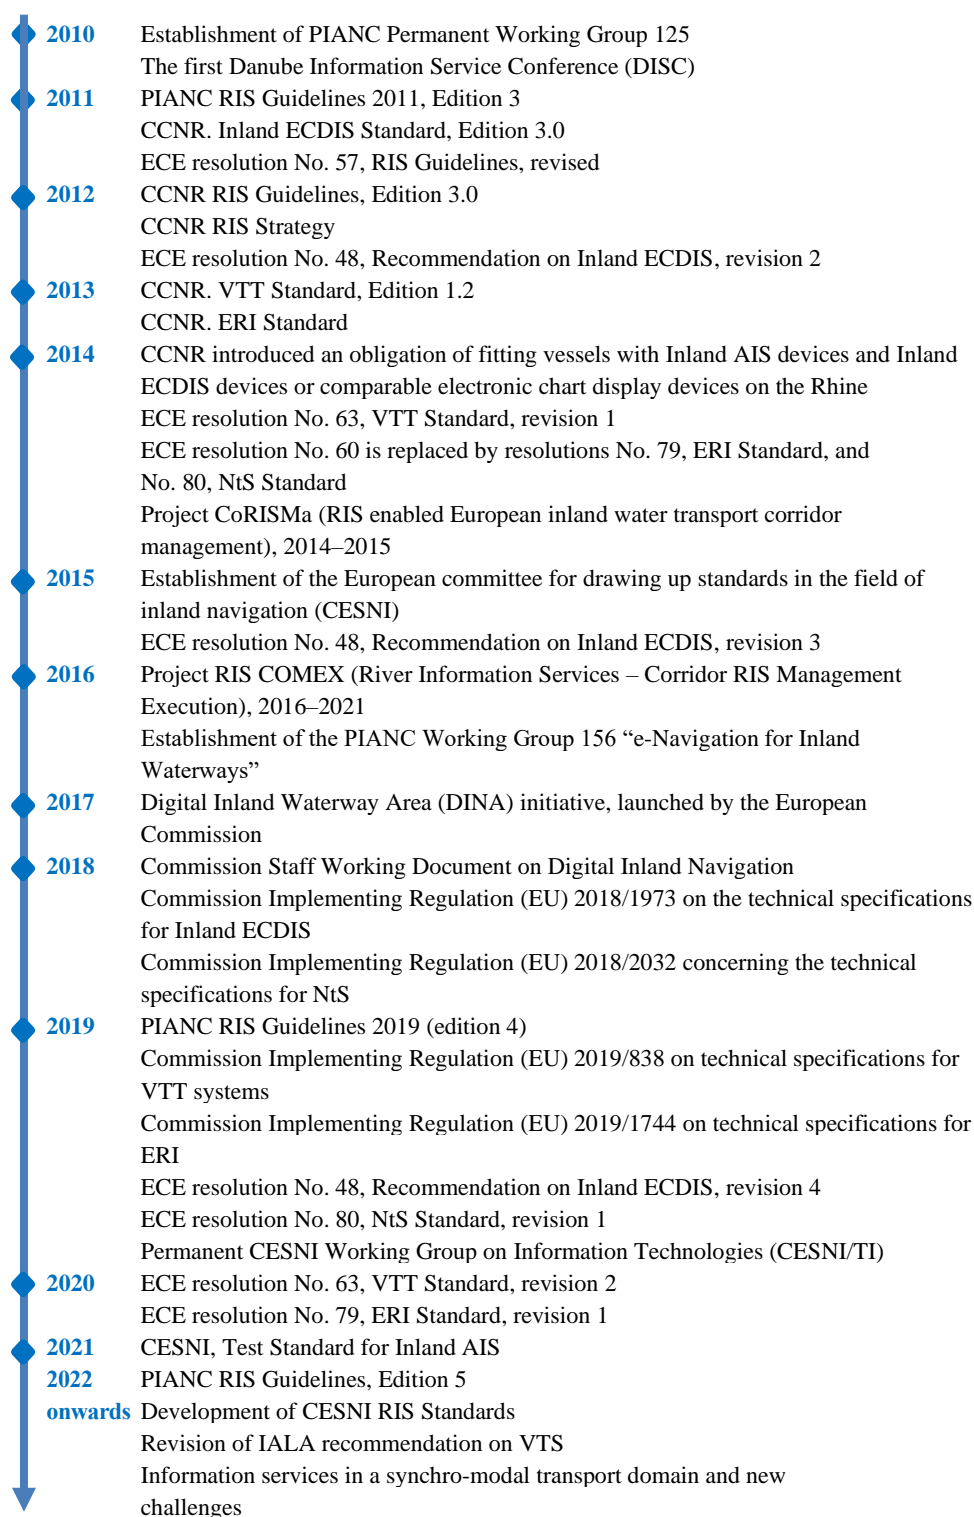 2010 Establishment of PIANC Permanent Working Group 125
The first Danube Information Service Conference (DISC)
2011 PIANC RIS Guidelines 2011, Edition 3
CCNR. Inland ECDIS Standard, Edition 3.0
ECE resolution No. 57, RIS Guidelines, revised
2012 CCNR RIS Guidelines, Edition 3.0
CCNR RIS Strategy
ECE resolution No. 48, Recommendation on Inland ECDIS, revision 2
2013 CCNR. VTT Standard, Edition 1.2
CCNR. ERI Standard
2014 CCNR introduced an obligation of fitting vessels with Inland AIS devices and Inland
ECDIS devices or comparable electronic chart display devices on the Rhine
ECE resolution No. 63, VTT Standard, revision 1
ECE resolution No. 60 is replaced by resolutions No. 79, ERI Standard, and
No. 80, NtS Standard
Project CoRISMa (RIS enabled European inland water transport corridor
management), 2014–2015
2015 Establishment of the European committee for drawing up standards in the field of
inland navigation (CESNI)
ECE resolution No. 48, Recommendation on Inland ECDIS, revision 3
2016 Project RIS COMEX (River Information Services – Corridor RIS Management
Execution), 2016–2021
Establishment of the PIANC Working Group 156 “e-Navigation for Inland
Waterways”
2017 Digital Inland Waterway Area (DINA) initiative, launched by the European
Commission
2018 Commission Staff Working Document on Digital Inland Navigation
Commission Implementing Regulation (EU) 2018/1973 on the technical specifications
for Inland ECDIS
Commission Implementing Regulation (EU) 2018/2032 concerning the technical
specifications for NtS
2019 PIANC RIS Guidelines 2019 (edition 4)
Commission Implementing Regulation (EU) 2019/838 on technical specifications for
VTT systems
Commission Implementing Regulation (EU) 2019/1744 on technical specifications for
ERI
ECE resolution No. 48, Recommendation on Inland ECDIS, revision 4
ECE resolution No. 80, NtS Standard, revision 1
Permanent CESNI Working Group on Information Technologies (CESNI/TI)
2020 ECE resolution No. 63, VTT Standard, revision 2
ECE resolution No. 79, ERI Standard, revision 1
2021 CESNI, Test Standard for Inland AIS
2022 PIANC RIS Guidelines, Edition 5
onwards Development of CESNI RIS Standards
Revision of IALA recommendation on VTS
Information services in a synchro-modal transport domain and new
challenges